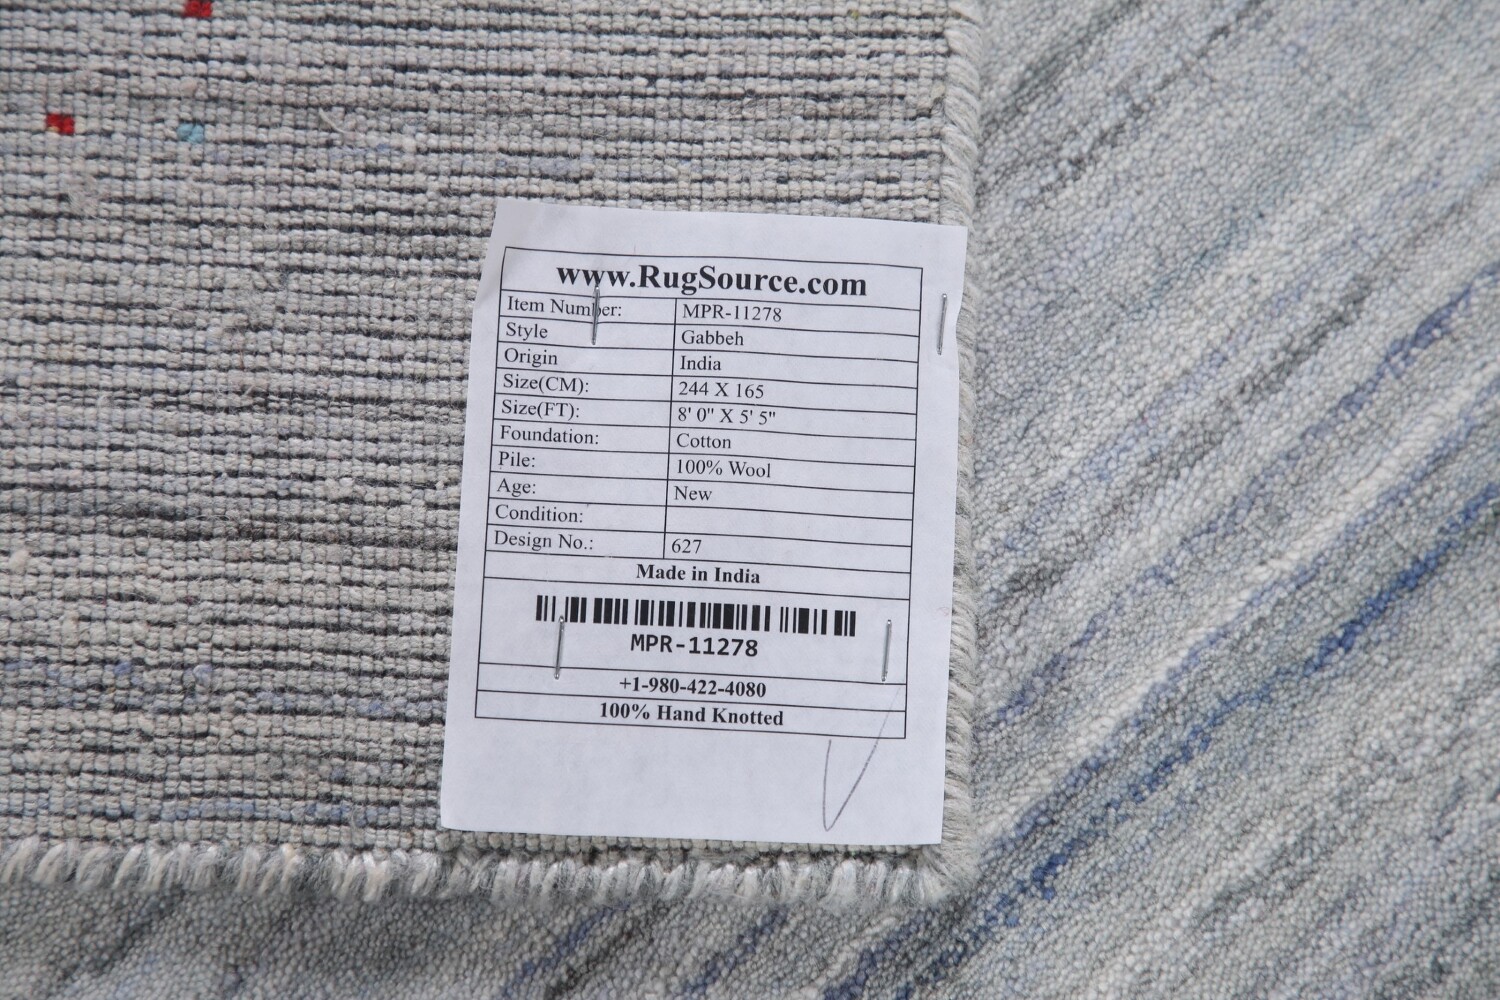 www.RugSource.com
Item Number: MPR-11278
Style Gabbeh
Origin India
Size(CM): 244 X 165
Size(FT): 8' 0" X 5' 5"
Foundation: Cotton
Pile: 100% Wool
Age: New
Condition:
Design No.: 627
Made in India
MPR-11278
+1-980-422-4080
100% Hand Knotted